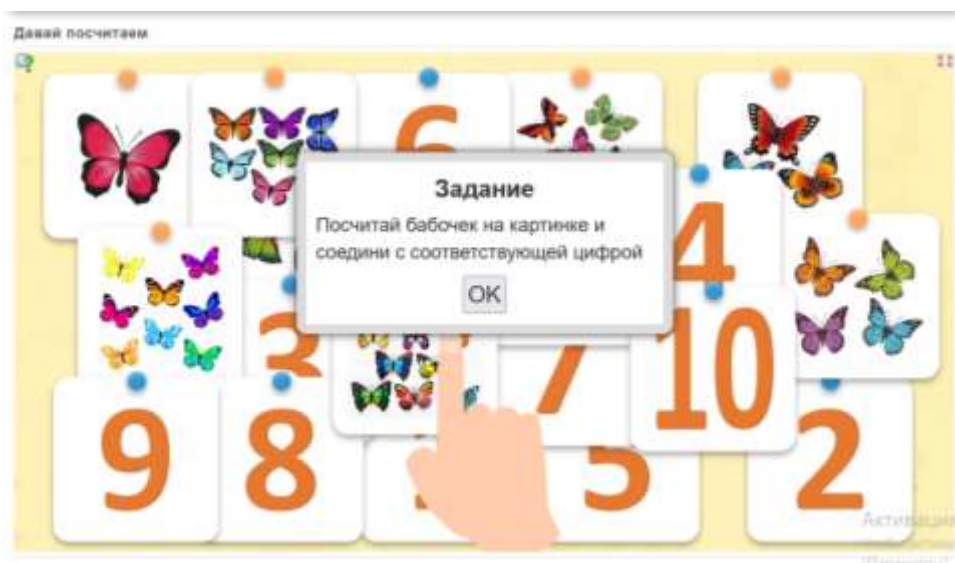 Давай посчитаем
6
Задание
Посчитай бабочек на картинке и
соедини с соответствующей цифрой
OK
4
3
7
10
9
8
5
2
Активация